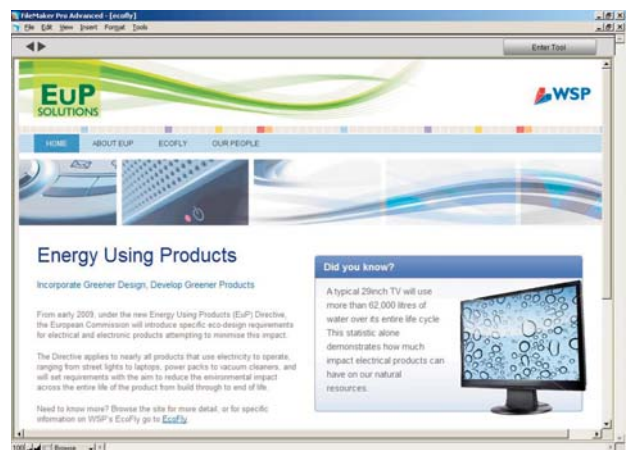 FileMaker Pro Advanced - [ecofly]
File Edit View Insert Format Tools
Enter Tool
EuP
SOLUTIONS
WSP
HOME ABOUT EUP ECOFLY OUR PEOPLE
Energy Using Products
Incorporate Greener Design, Develop Greener Products
From early 2009, under the new Energy Using Products (EuP) Directive,
the European Commission will introduce specific eco-design requirements
for electrical and electronic products attempting to minimise this impact.
The Directive applies to nearly all products that use electricity to operate,
ranging from street lights to laptops, power packs to vacuum cleaners, and
will set requirements with the aim to reduce the environmental impact
across the entire life of the product from build through to end of life.
Need to know more? Browse the site for more detail, or for specific
information on WSP's EcoFly go to EcoFly.
Did you know?
A typical 29inch TV will use
more than 62,000 litres of
water over its entire life cycle
This statistic alone
demonstrates how much
impact electrical products can
have on our natural
resources.
100 Browse